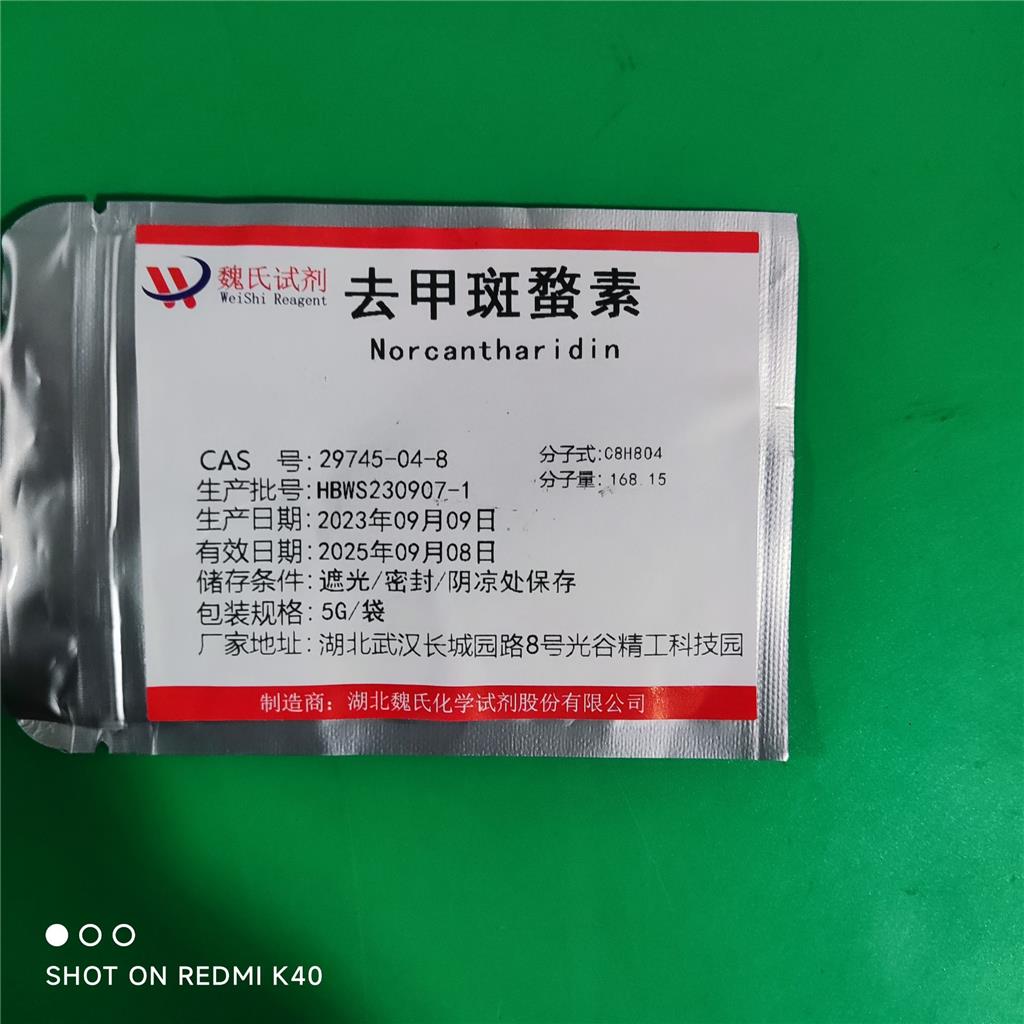 魏氏试剂
WeiShi Reagent
去甲斑蝥素
Norcantharidin
CAS 号:29745-04-8
分子式:C8H8O4
生产批号:HBWS230907-1
分子量:168.15
生产日期:2023年09月09日
有效日期:2025年09月08日
储存条件:遮光/密封/阴凉处保存
包装规格:5G/袋
厂家地址:湖北武汉长城园路8号光谷精工科技园
制造商:湖北魏氏化学试剂股份有限公司
SHOT ON REDMI K40